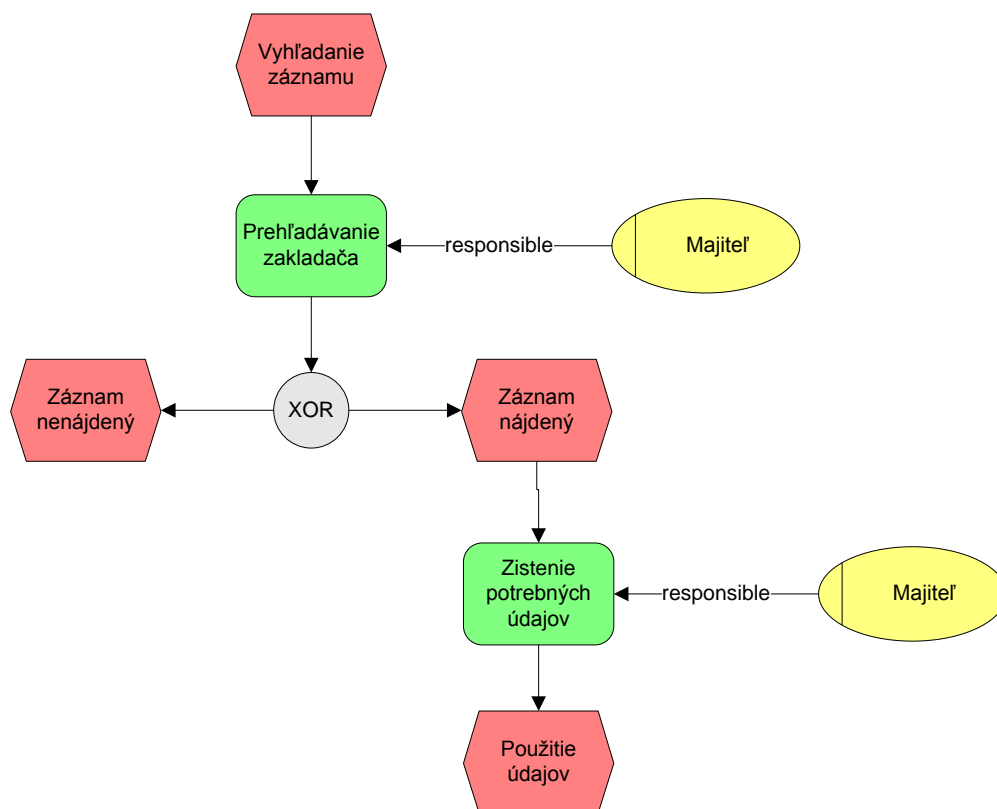 Vyhľadanie
záznamu
Prehľadávanie
zakladača
responsible
Majiteľ
Záznam
nenájdený
XOR
Záznam
nájdený
Zistenie
potrebných
údajov
responsible
Majiteľ
Použitie
údajov